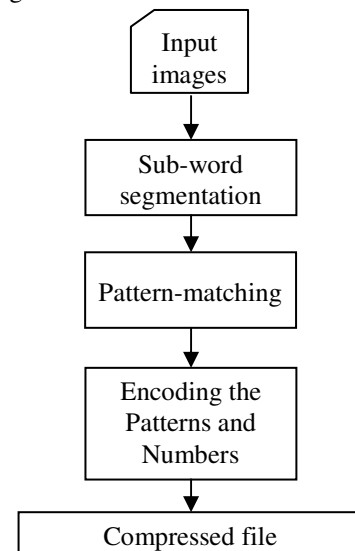 Input
images
Sub-word
segmentation
Pattern-matching
Encoding the
Patterns and
Numbers
Compressed file